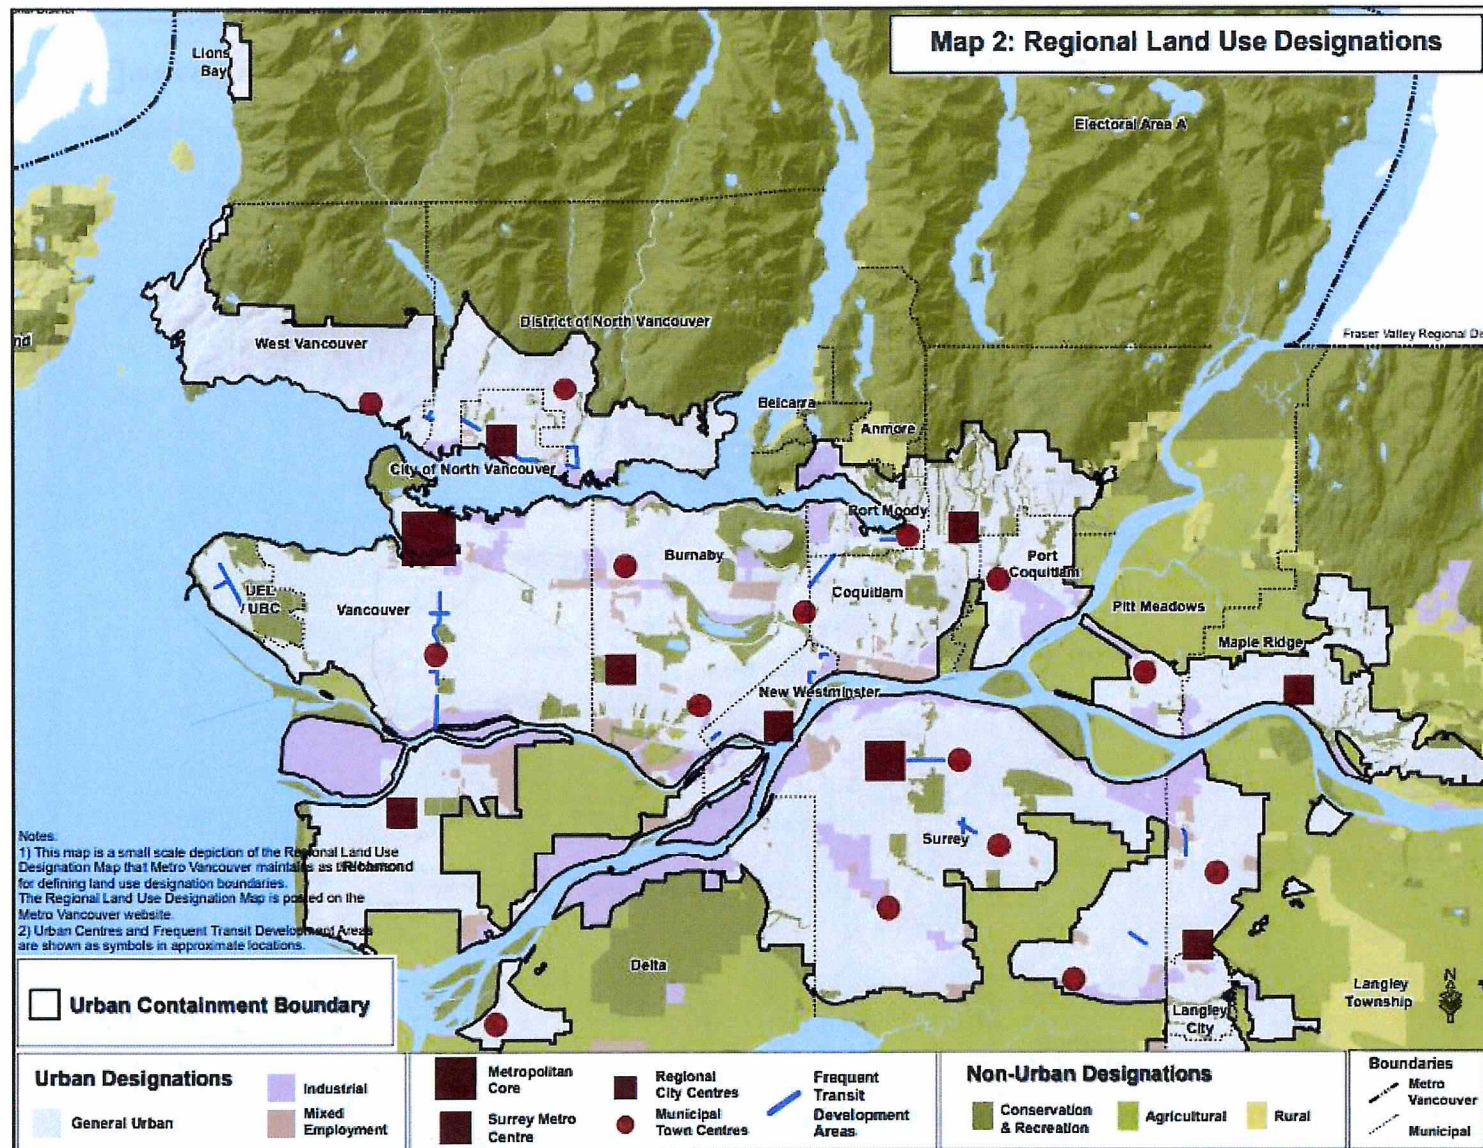 Map 2: Regional Land Use Designations
Lions
Bay
Electoral Area A
District of North Vancouver
West Vancouver
Fraser Valley Regional Di
Belcarra
Anmore
City of North Vancouver
Port Moody
Burnaby
Port
Coquitlam
Coquitlam
UEL
/ UBC
Vancouver
Pitt Meadows
Maple Ridge
New Westminster
Surrey
Richmond
Delta
Langley
Township
Langley
City
N
Notes:
1) This map is a small scale depiction of the Regional Land Use
Designation Map that Metro Vancouver maintains as
for defining land use designation boundaries.
The Regional Land Use Designation Map is posted on the
Metro Vancouver website.
2) Urban Centres and Frequent Transit Development Areas
are shown as symbols in approximate locations.
Urban Containment Boundary
Urban Designations
General Urban
Industrial
Mixed
Employment
Metropolitan
Core
Surrey Metro
Centre
Regional
City Centres
Municipal
Town Centres
Frequent
Transit
Development
Areas
Non-Urban Designations
Conservation
& Recreation
Agricultural
Rural
Boundaries
Metro
Vancouver
Municipal